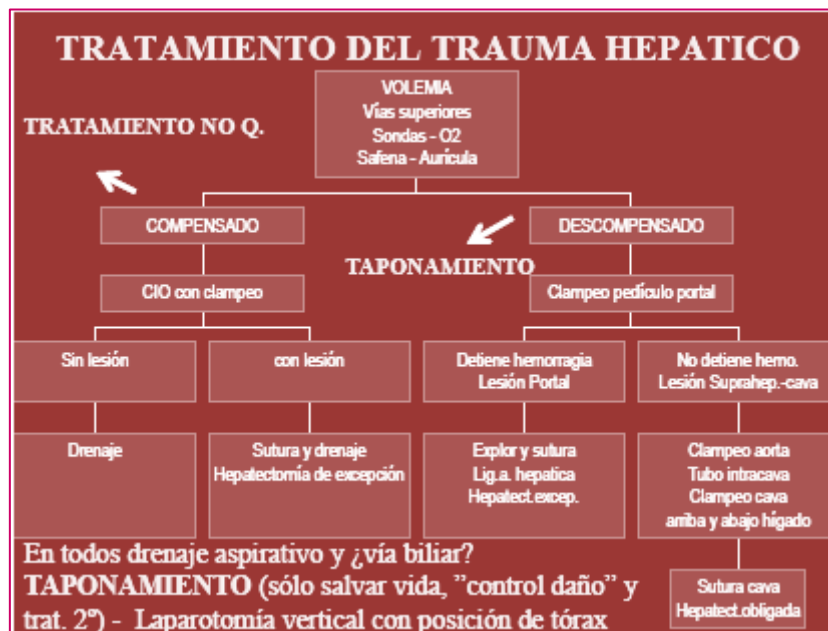 TRATAMIENTO DEL TRAUMA HEPATICO
VOLEMIA
Vías superiores
Sondas - O2
Safena - Aurícula
TRATAMIENTO NO Q.
COMPENSADO
DESCOMPENSADO
TAPONAMIENTO
CIO con clampeo
Clampeo pedículo portal
Sin lesión
con lesión
Detiene hemorragia
Lesión Portal
No detiene hemo.
Lesión Suprahep.-cava
Drenaje
Sutura y drenaje
Hepatectomía de excepción
Explor y sutura
Lig.a. hepatica
Hepatect.excep.
Clampeo aorta
Tubo intracava
Clampeo cava
arriba y abajo hígado
Sutura cava
Hepatect.obligada
En todos drenaje aspirativo y ¿vía biliar?
TAPONAMIENTO (sólo salvar vida, ”control daño” y
trat. 2º) - Laparotomía vertical con posición de tórax